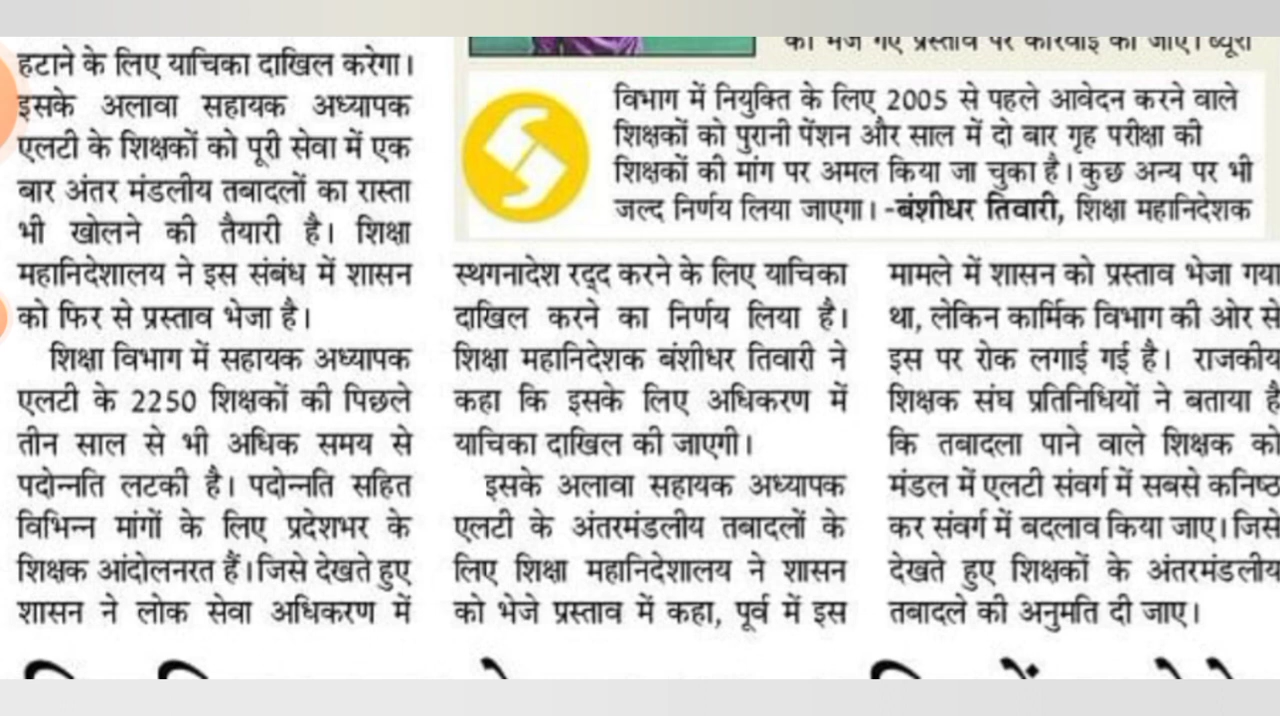 हटाने के लिए याचिका दाखिल करेगा।
इसके अलावा सहायक अध्यापक
एलटी के शिक्षकों को पूरी सेवा में एक
बार अंतर मंडलीय तबादलों का रास्ता
भी खोलने की तैयारी है। शिक्षा
महानिदेशालय ने इस संबंध में शासन
को फिर से प्रस्ताव भेजा है।
शिक्षा विभाग में सहायक अध्यापक
एलटी के 2250 शिक्षकों की पिछले
तीन साल से भी अधिक समय से
पदोन्नति लटकी है। पदोन्नति सहित
विभिन्न मांगों के लिए प्रदेशभर के
शिक्षक आंदोलनरत हैं। जिसे देखते हुए
शासन ने लोक सेवा अधिकरण में
को भेजे गए प्रस्ताव पर कार्रवाई की जाए। ब्यूरो
विभाग में नियुक्ति के लिए 2005 से पहले आवेदन करने वाले
शिक्षकों को पुरानी पेंशन और साल में दो बार गृह परीक्षा की
शिक्षकों की मांग पर अमल किया जा चुका है। कुछ अन्य पर भी
जल्द निर्णय लिया जाएगा। -बंशीधर तिवारी, शिक्षा महानिदेशक
स्थगनादेश रद्द करने के लिए याचिका
दाखिल करने का निर्णय लिया है।
शिक्षा महानिदेशक बंशीधर तिवारी ने
कहा कि इसके लिए अधिकरण में
याचिका दाखिल की जाएगी।
इसके अलावा सहायक अध्यापक
एलटी के अंतरमंडलीय तबादलों के
लिए शिक्षा महानिदेशालय ने शासन
को भेजे प्रस्ताव में कहा, पूर्व में इस
मामले में शासन को प्रस्ताव भेजा गया
था, लेकिन कार्मिक विभाग की ओर से
इस पर रोक लगाई गई है। राजकीय
शिक्षक संघ प्रतिनिधियों ने बताया है
कि तबादला पाने वाले शिक्षक को
मंडल में एलटी संवर्ग में सबसे कनिष्ठ
कर संवर्ग में बदलाव किया जाए। जिसे
देखते हुए शिक्षकों के अंतरमंडलीय
तबादले की अनुमति दी जाए।